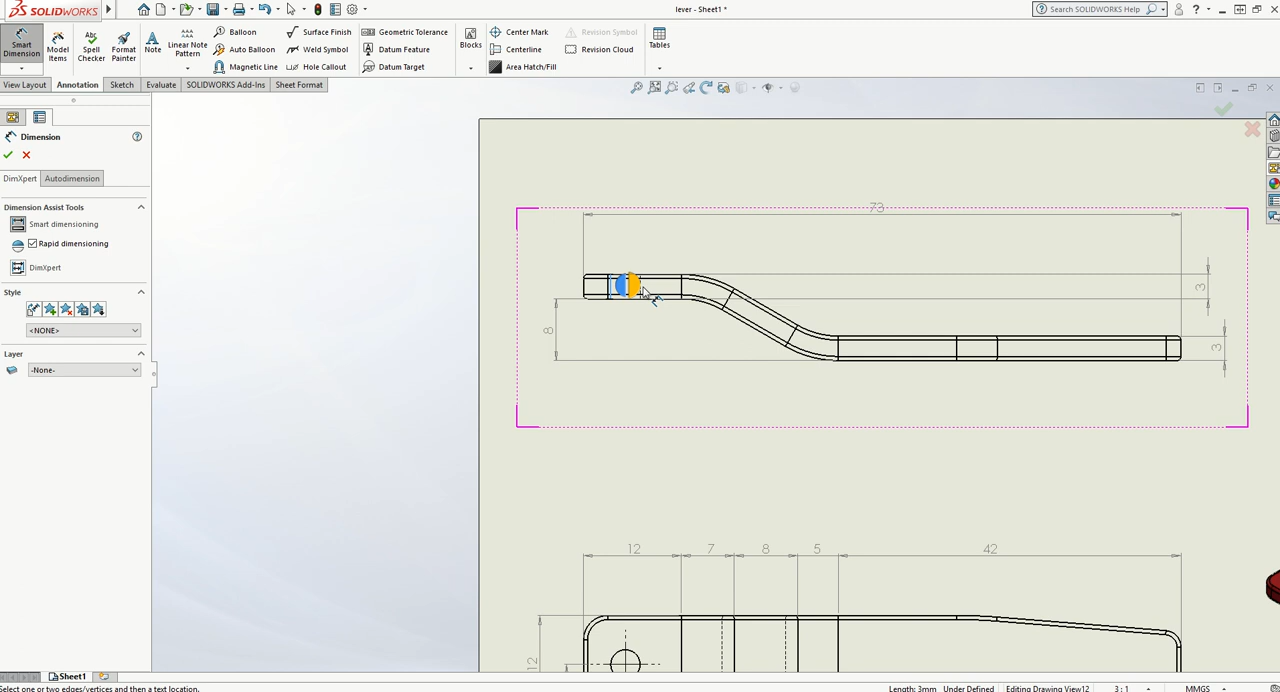 SOLIDWORKS
lever - Sheet1 *
Search SOLIDWORKS Help
Smart Dimension
Model Items
Spell Checker
Format Painter
Note
Linear Note Pattern
Balloon
Auto Balloon
Magnetic Line
Surface Finish
Weld Symbol
Hole Callout
Geometric Tolerance
Datum Feature
Datum Target
Blocks
Center Mark
Centerline
Area Hatch/Fill
Revision Symbol
Revision Cloud
Tables
View Layout
Annotation
Sketch
Evaluate
SOLIDWORKS Add-Ins
Sheet Format
Dimension
DimXpert
Autodimension
Dimension Assist Tools
Smart dimensioning
Rapid dimensioning
DimXpert
Style
<NONE>
Layer
-None-
73
8
3
3
12
7
8
5
42
12
Sheet1
Select one or two edges/vertices and then a text location.
Length: 3mm
Under Defined
Editing Drawing View12
3 : 1
MMGS